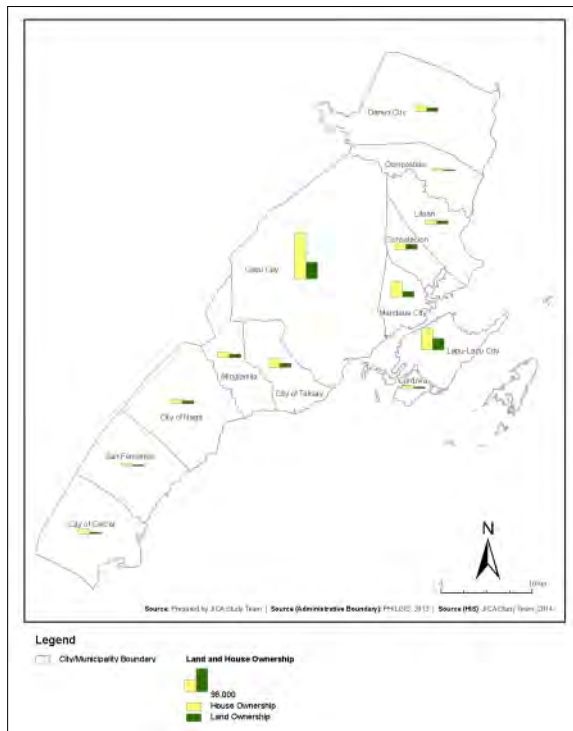 Danao City
Compostela
Liloan
Consolacion
Cebu City
Mandaue City
Lapu-Lapu City
Cordova
Minglanilla
City of Talisay
City of Naga
San Fernando
City of Carcar
N
Source: Prepared by JICA Study Team | Source (Administrative Boundary): PHILGIS, 2013 | Source (HIS): JICA Study Team, 2014
Legend
City/Municipality Boundary
Land and House Ownership
98,000
House Ownership
Land Ownership